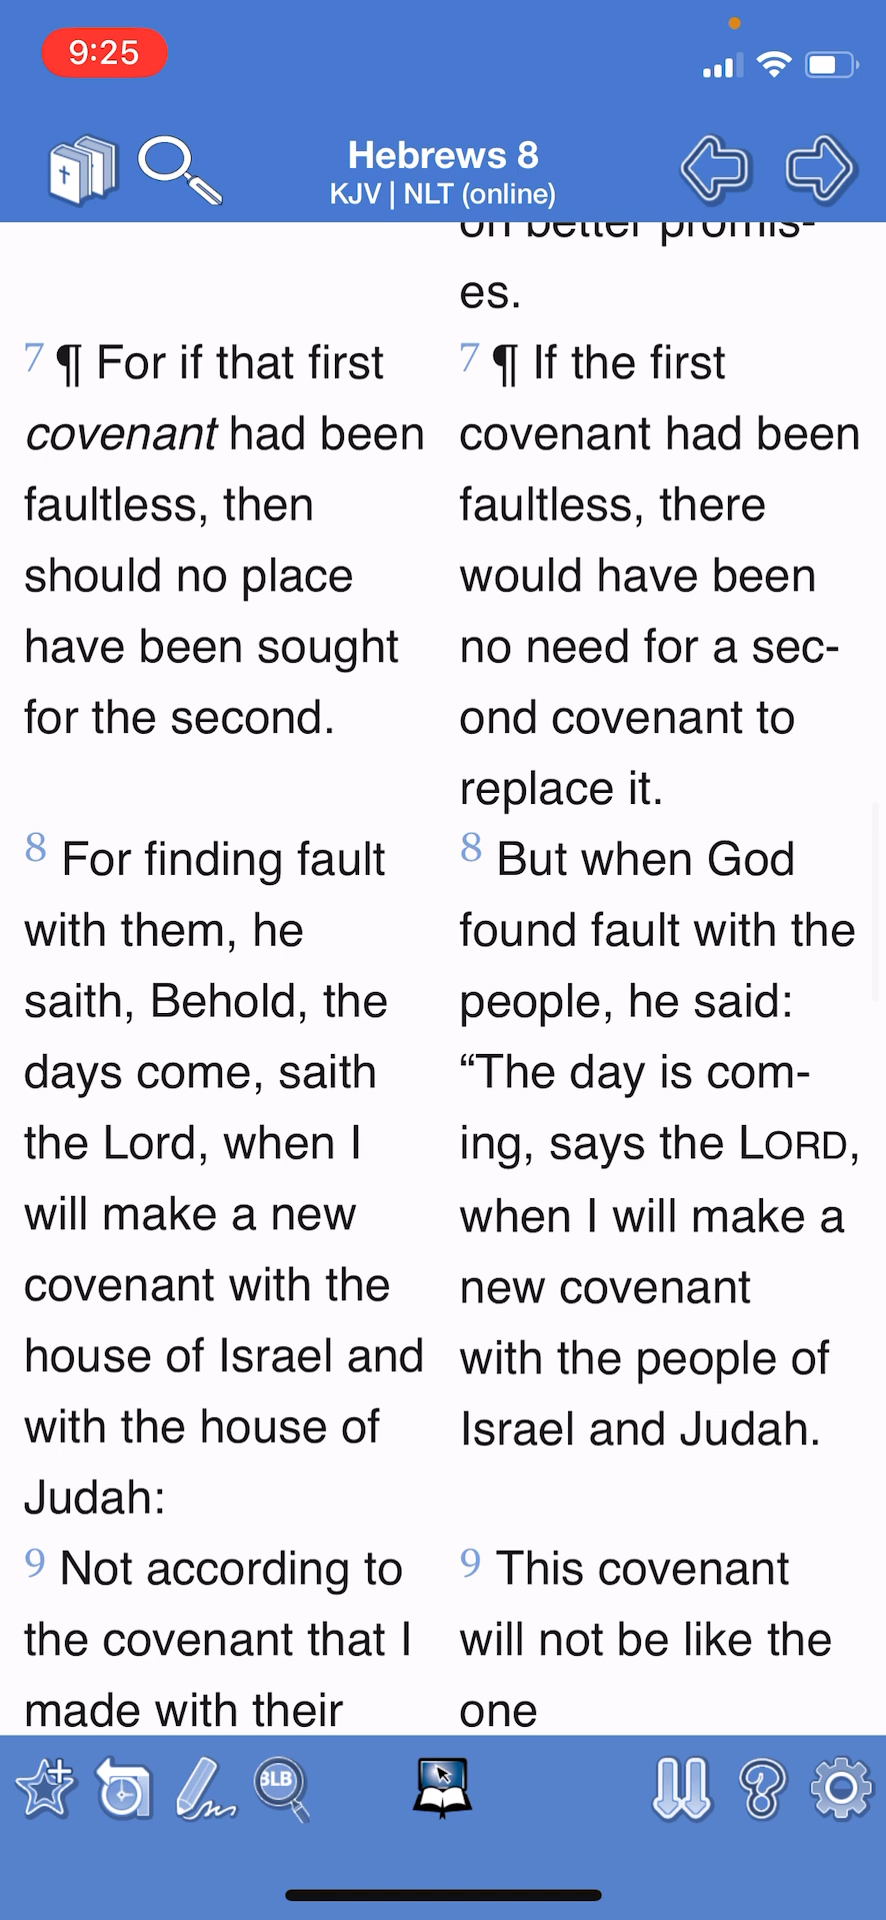 9:25
Hebrews 8
KJV | NLT (online)
on better promis-
es.
7 ¶ For if that first
covenant had been
faultless, then
should no place
have been sought
for the second.
7 ¶ If the first
covenant had been
faultless, there
would have been
no need for a sec-
ond covenant to
replace it.
8 For finding fault
with them, he
saith, Behold, the
days come, saith
the Lord, when I
will make a new
covenant with the
house of Israel and
with the house of
Judah:
8 But when God
found fault with the
people, he said:
“The day is com-
ing, says the LORD,
when I will make a
new covenant
with the people of
Israel and Judah.
9 Not according to
the covenant that I
made with their
9 This covenant
will not be like the
one
BLB